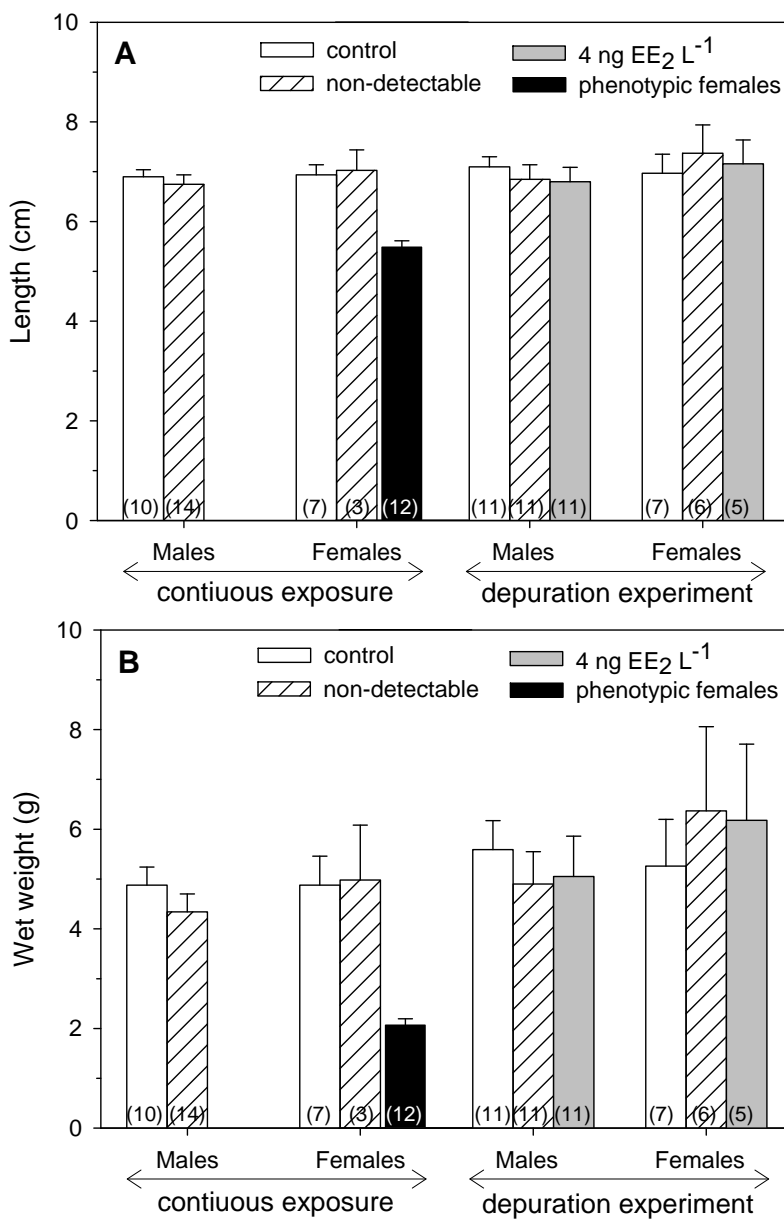 10
A
control
4 ng EE2 L-1
non-detectable
phenotypic females
8
6
4
2
0
Length (cm)
(10) (14) (7) (3) (12) (11) (11) (11) (7) (6) (5)
Males Females Males Females
contiuous exposure depuration experiment
10
B
control
4 ng EE2 L-1
non-detectable
phenotypic females
8
6
4
2
0
Wet weight (g)
(10) (14) (7) (3) (12) (11) (11) (11) (7) (6) (5)
Males Females Males Females
contiuous exposure depuration experiment